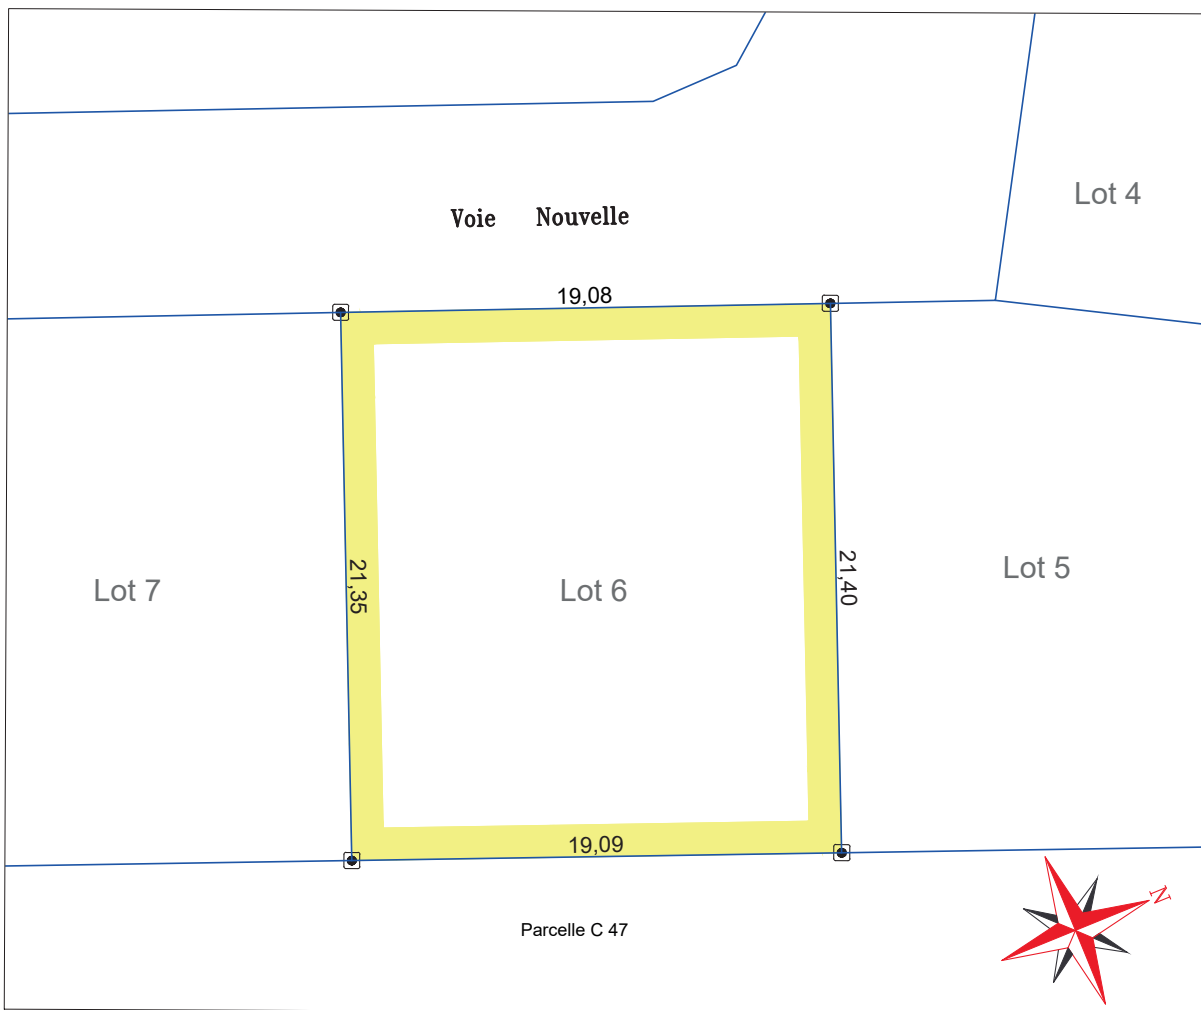 Lot 4
Voie Nouvelle
19,08
21,35
21,40
Lot 7
Lot 6
Lot 5
19,09
N
Parcelle C 47